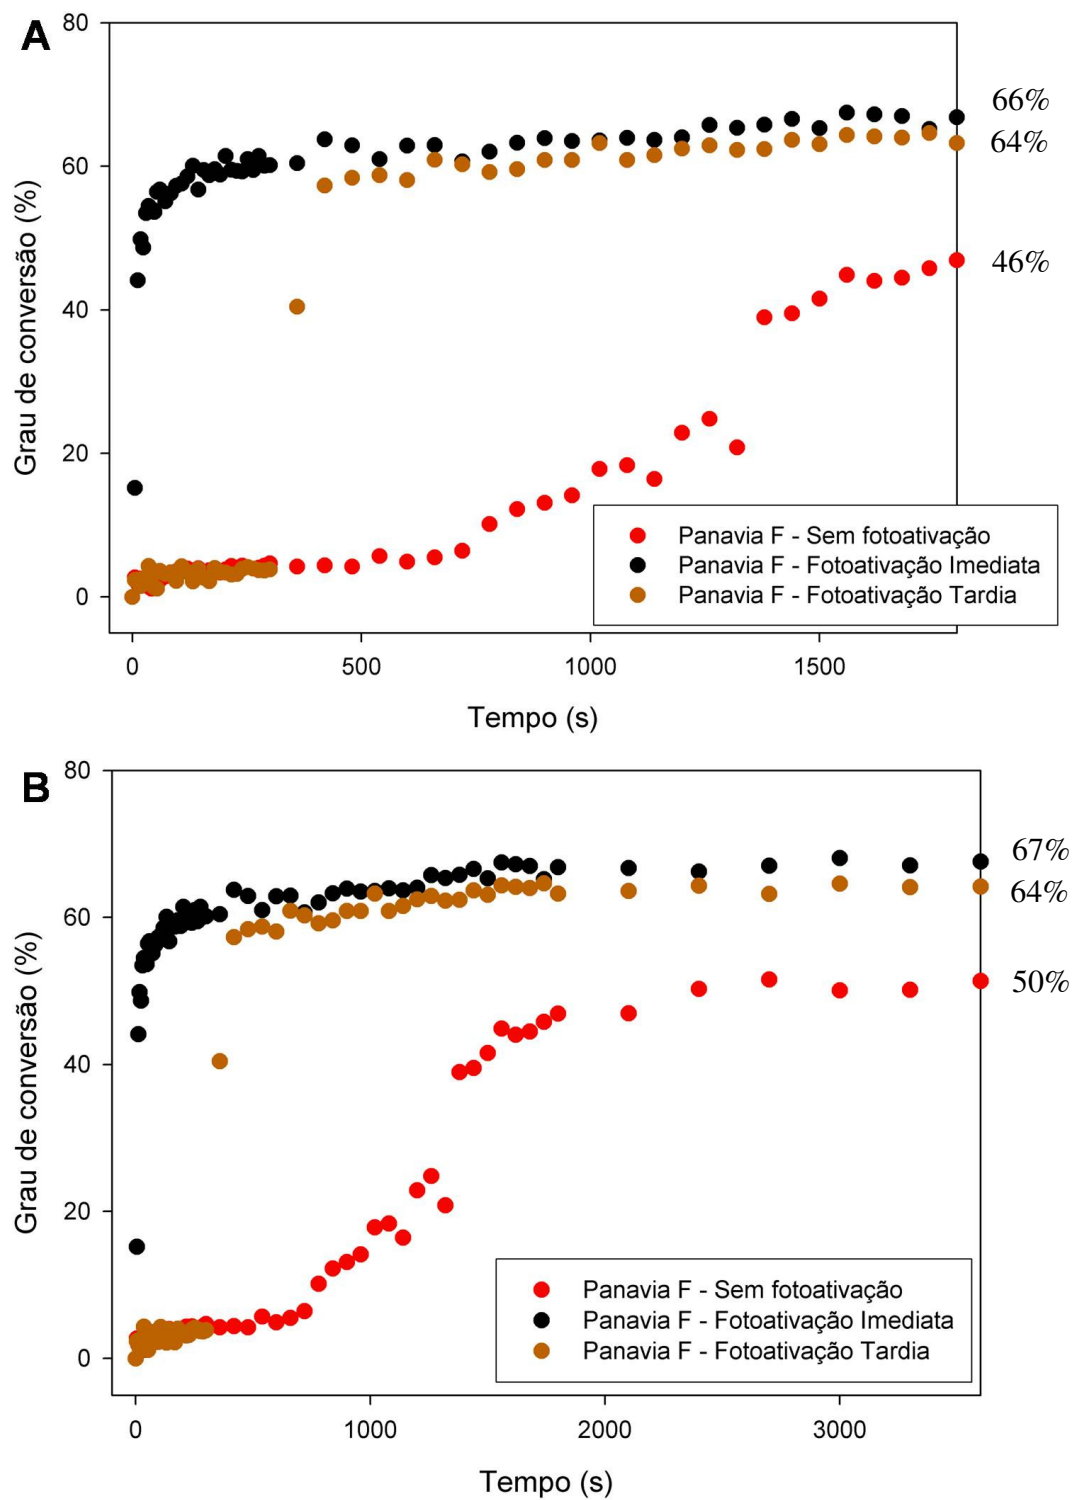 A
80
60
40
20
0
Grau de conversão (%)
66%
64%
46%
Panavia F - Sem fotoativação
Panavia F - Fotoativação Imediata
Panavia F - Fotoativação Tardia
0 500 1000 1500
Tempo (s)
B
80
60
40
20
0
Grau de conversão (%)
67%
64%
50%
Panavia F - Sem fotoativação
Panavia F - Fotoativação Imediata
Panavia F - Fotoativação Tardia
0 1000 2000 3000
Tempo (s)